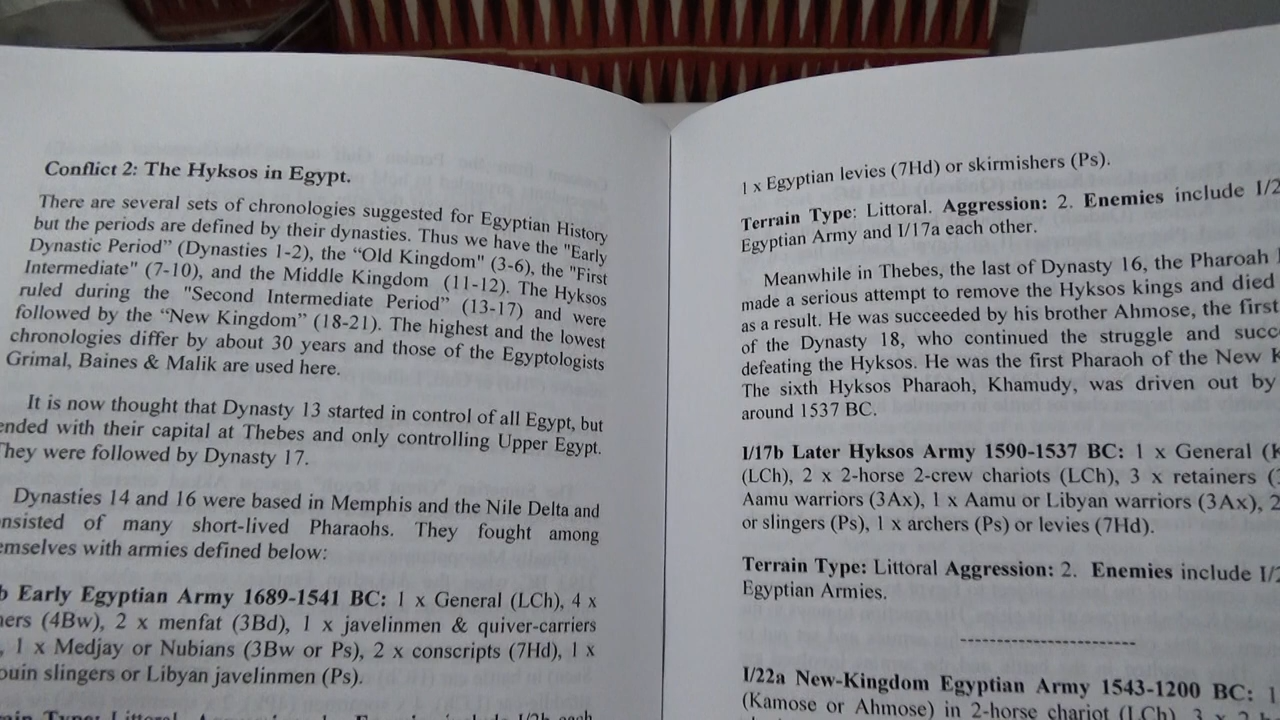 Conflict 2: The Hyksos in Egypt.
There are several sets of chronologies suggested for Egyptian History
but the periods are defined by their dynasties. Thus we have the "Early
Dynastic Period" (Dynasties 1-2), the "Old Kingdom" (3-6), the "First
Intermediate" (7-10), and the Middle Kingdom (11-12). The Hyksos
ruled during the "Second Intermediate Period" (13-17) and were
followed by the "New Kingdom" (18-21). The highest and the lowest
chronologies differ by about 30 years and those of the Egyptologists
Grimal, Baines & Malik are used here.
It is now thought that Dynasty 13 started in control of all Egypt, but
ended with their capital at Thebes and only controlling Upper Egypt.
They were followed by Dynasty 17.
Dynasties 14 and 16 were based in Memphis and the Nile Delta and
onsisted of many short-lived Pharaohs. They fought among
emselves with armies defined below:
b Early Egyptian Army 1689-1541 BC: 1 x General (LCh), 4 x
ers (4Bw), 2 x menfat (3Bd), 1 x javelinmen & quiver-carriers
, 1 x Medjay or Nubians (3Bw or Ps), 2 x conscripts (7Hd), 1 x
ouin slingers or Libyan javelinmen (Ps).
1 x Egyptian levies (7Hd) or skirmishers (Ps).
Terrain Type: Littoral. Aggression: 2. Enemies include I/2
Egyptian Army and I/17a each other.
Meanwhile in Thebes, the last of Dynasty 16, the Pharoah
made a serious attempt to remove the Hyksos kings and died
as a result. He was succeeded by his brother Ahmose, the first
of the Dynasty 18, who continued the struggle and succ
defeating the Hyksos. He was the first Pharaoh of the New K
The sixth Hyksos Pharaoh, Khamudy, was driven out by
around 1537 BC.
I/17b Later Hyksos Army 1590-1537 BC: 1 x General (
(LCh), 2 x 2-horse 2-crew chariots (LCh), 3 x retainers (
Aamu warriors (3Ax), 1 x Aamu or Libyan warriors (3Ax), 2
or slingers (Ps), 1 x archers (Ps) or levies (7Hd).
Terrain Type: Littoral Aggression: 2. Enemies include I/2
Egyptian Armies.
I/22a New-Kingdom Egyptian Army 1543-1200 BC: 1
(Kamose or Ahmose) in 2-horse chariot (LCh), 3 x 2